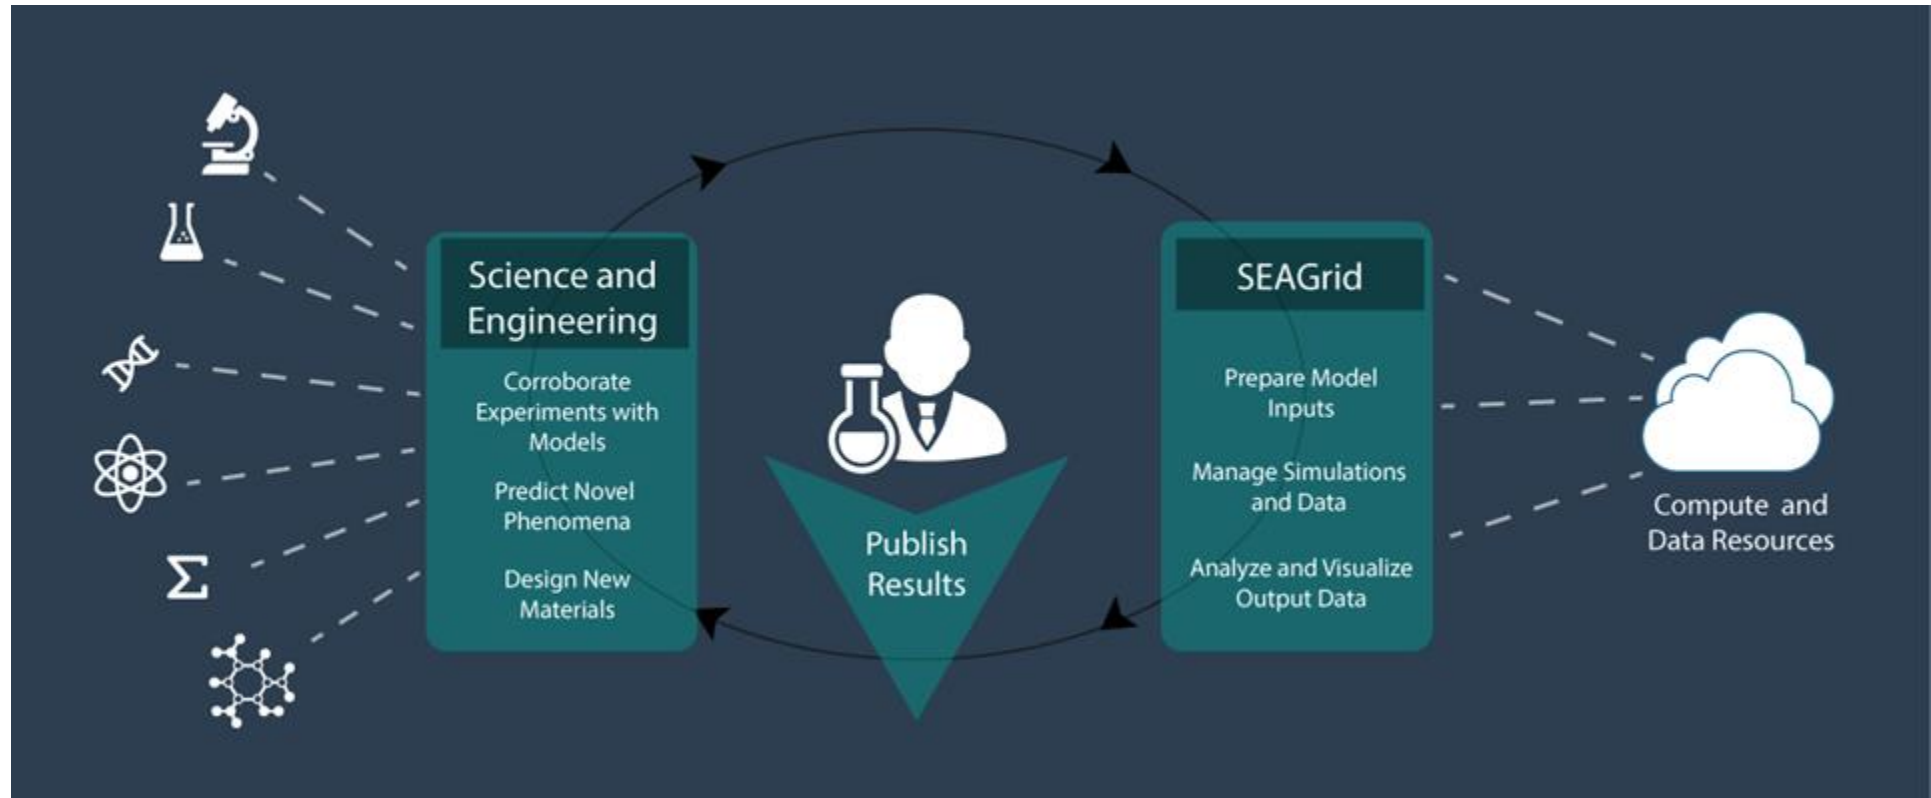 Science and
Engineering
Corroborate
Experiments with
Models
Predict Novel
Phenomena
Design New
Materials
Publish
Results
SEAGrid
Prepare Model
Inputs
Manage Simulations
and Data
Analyze and Visualize
Output Data
Compute and
Data Resources
Σ